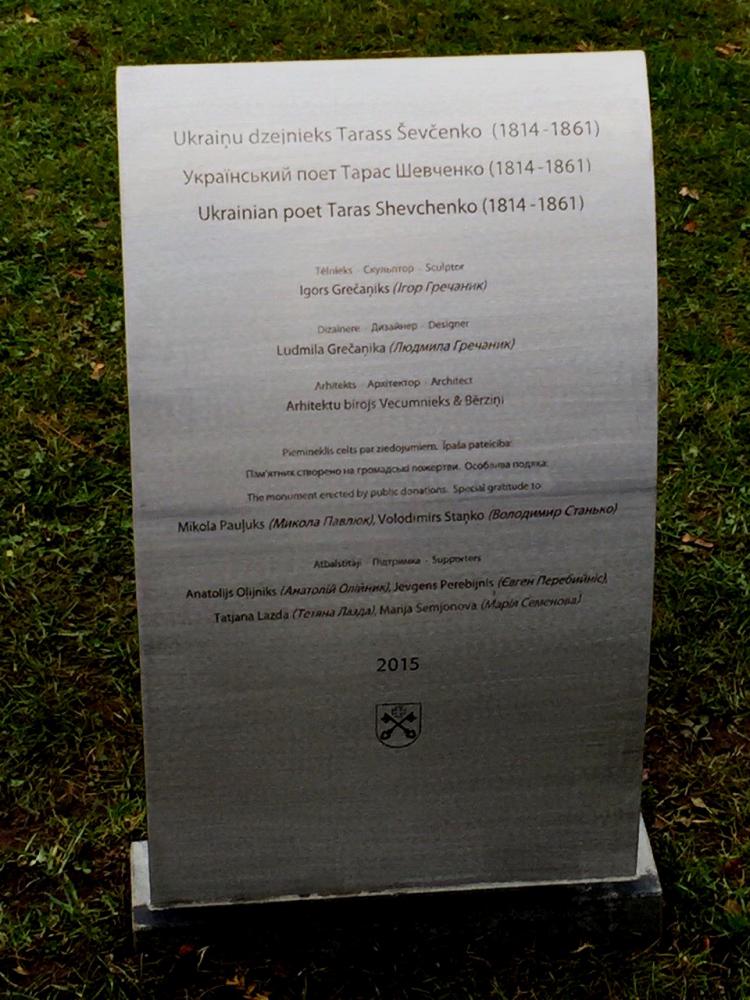 Ukraiņu dzejnieks Tarass Ševčenko (1814-1861)
Український поет Тарас Шевченко (1814-1861)
Ukrainian poet Taras Shevchenko (1814-1861)
Tēlnieks · Скульптор · Sculptor
Igors Grečaņiks (Ігор Гречаник)
Dizainere · Дизайнер · Designer
Ludmila Grečaņika (Людмила Гречаник)
Arhitekts · Архітектор · Architect
Arhitektu birojs Vecumnieks & Bērziņi
Piemineklis celts par ziedojumiem. Īpaša pateicība:
Пам'ятник створено на громадські пожертви. Особлива подяка:
The monument erected by public donations. Special gratitude to:
Mikola Pauļuks (Микола Павлюк), Volodimirs Staņko (Володимир Станько)
Atbalstītāji · Підтримка · Supporters
Anatolijs Oļijniks (Анатолій Олійник), Jevgens Perebijnis (Євген Перебийніс),
Tatjana Lazda (Тетяна Лазда), Marija Semjonova (Марія Семенова)
2015